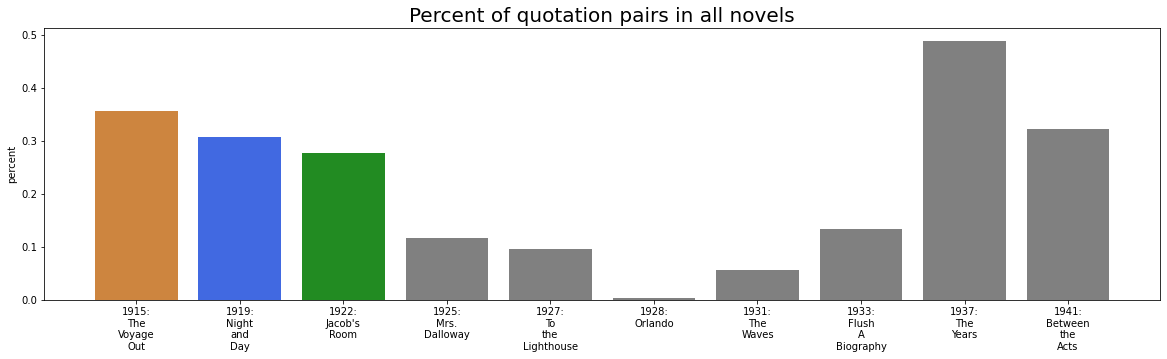 Percent of quotation pairs in all novels
percent
0.5
0.4
0.3
0.2
0.1
0.0
1915:
The
Voyage
Out
1919:
Night
and
Day
1922:
Jacob's
Room
1925:
Mrs.
Dalloway
1927:
To
the
Lighthouse
1928:
Orlando
1931:
The
Waves
1933:
Flush
A
Biography
1937:
The
Years
1941:
Between
the
Acts